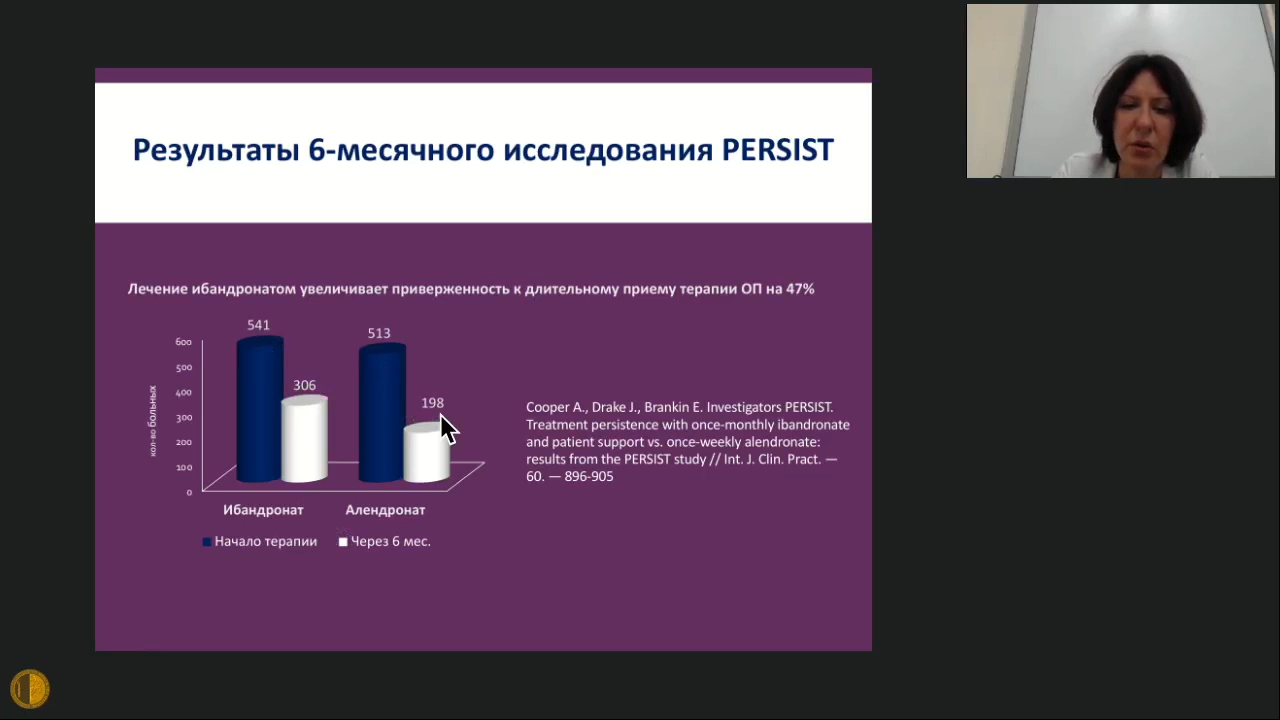 Результаты 6-месячного исследования PERSIST
Лечение ибандронатом увеличивает приверженность к длительному приему терапии ОП на 47%
541
513
306
198
600
500
400
300
200
100
0
кол-во больных
Ибандронат
Алендронат
Начало терапии
Через 6 мес.
Cooper A., Drake J., Brankin E. Investigators PERSIST.
Treatment persistence with once-monthly ibandronate
and patient support vs. once-weekly alendronate:
results from the PERSIST study // Int. J. Clin. Pract. —
60. — 896-905